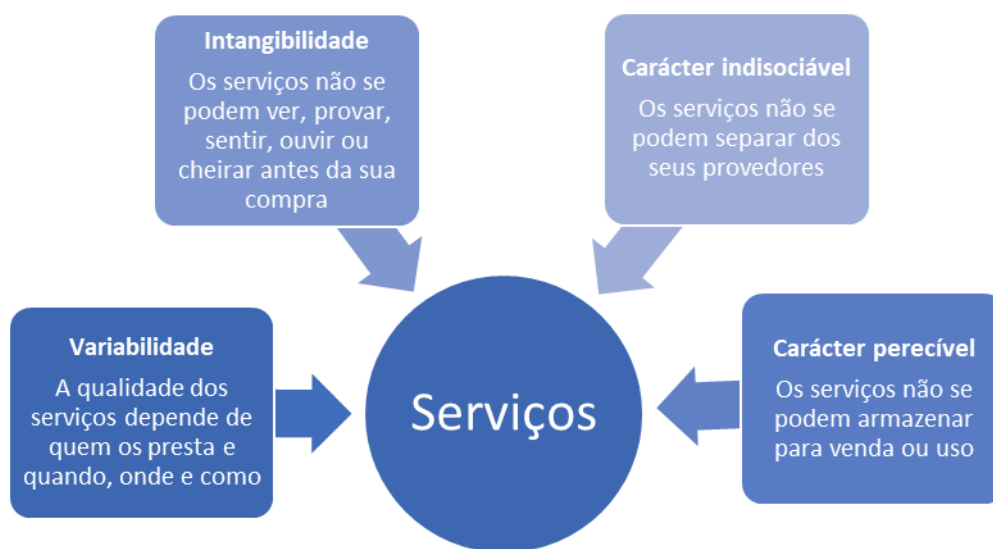 Intangibilidade
Os serviços não se
podem ver, provar,
sentir, ouvir ou
cheirar antes da sua
compra
Carácter indisociável
Os serviços não se
podem separar dos
seus provedores
Variabilidade
A qualidade dos
serviços depende de
quem os presta e
quando, onde e como
Serviços
Carácter perecível
Os serviços não se
podem armazenar
para venda ou uso